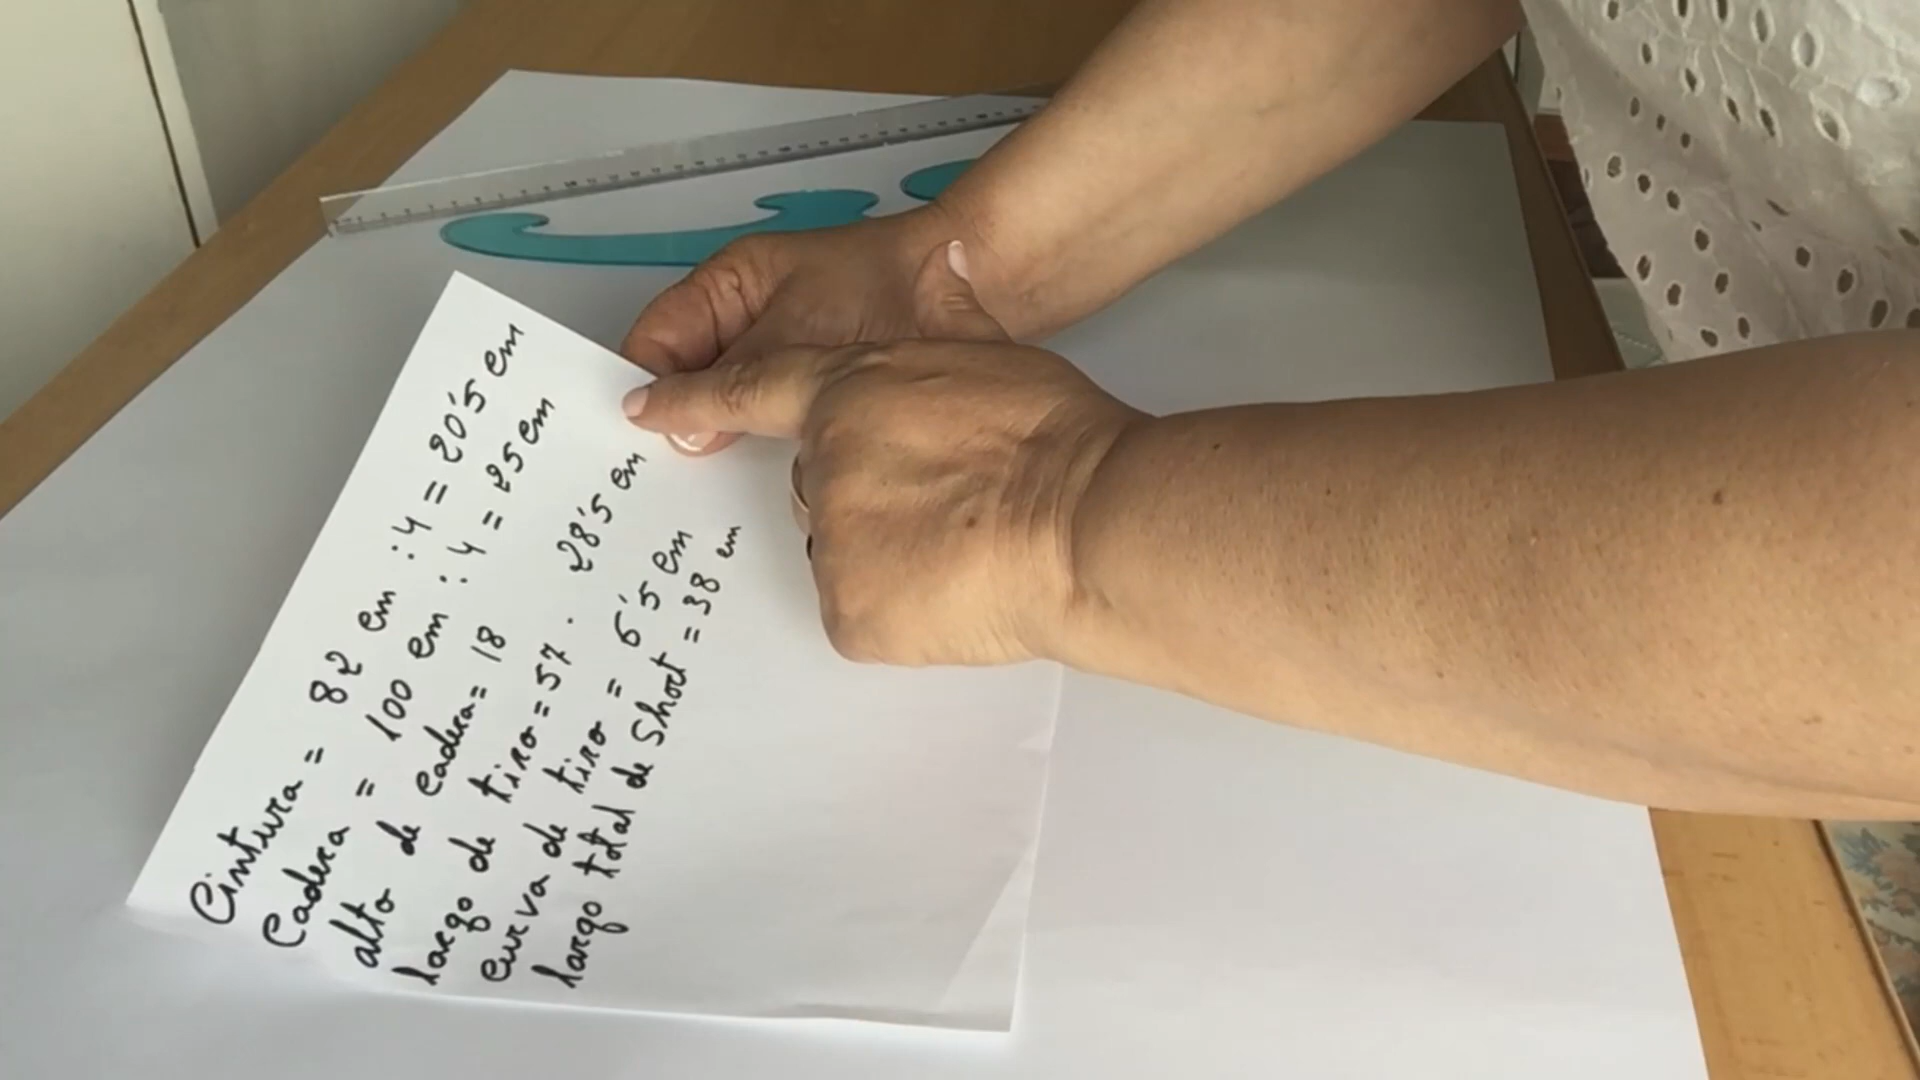 Cintura = 82 cm : 4 = 20'5 cm
Cadera = 100 cm : 4 = 25 cm
alto de cadera = 18
largo de tiro = 57. 28'5 cm
curva de tiro = 6'5 cm
largo total de Short = 38 cm